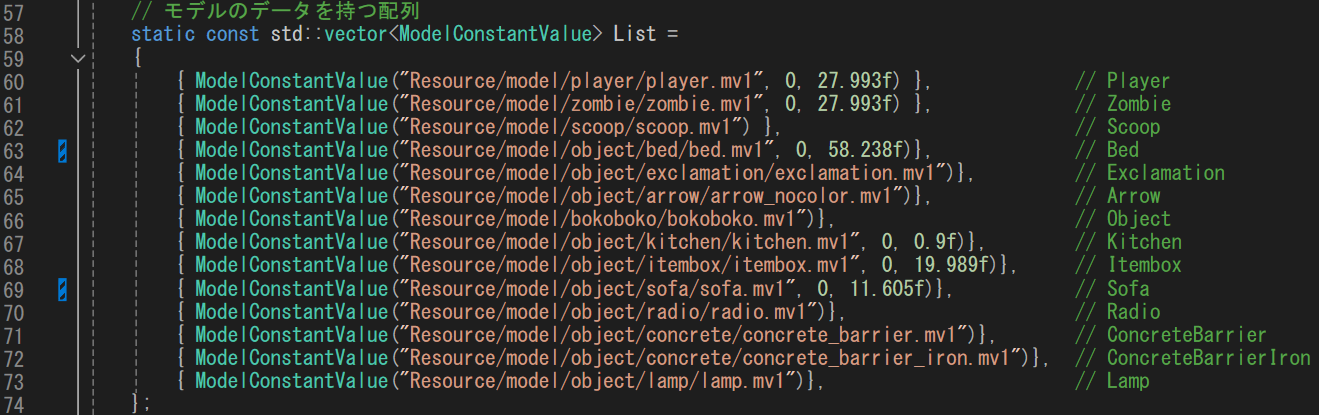 57 // モデルのデータを持つ配列
58 static const std::vector<ModelConstantValue> List =
59 {
60 { ModelConstantValue("Resource/model/player/player.mv1", 0, 27.993f) }, // Player
61 { ModelConstantValue("Resource/model/zombie/zombie.mv1", 0, 27.993f) }, // Zombie
62 { ModelConstantValue("Resource/model/scoop/scoop.mv1") }, // Scoop
63 { ModelConstantValue("Resource/model/object/bed/bed.mv1", 0, 58.238f)}, // Bed
64 { ModelConstantValue("Resource/model/object/exclamation/exclamation.mv1")}, // Exclamation
65 { ModelConstantValue("Resource/model/object/arrow/arrow_nocolor.mv1")}, // Arrow
66 { ModelConstantValue("Resource/model/bokoboko/bokoboko.mv1")}, // Object
67 { ModelConstantValue("Resource/model/object/kitchen/kitchen.mv1", 0, 0.9f)}, // Kitchen
68 { ModelConstantValue("Resource/model/object/itembox/itembox.mv1", 0, 19.989f)}, // Itembox
69 { ModelConstantValue("Resource/model/object/sofa/sofa.mv1", 0, 11.605f)}, // Sofa
70 { ModelConstantValue("Resource/model/object/radio/radio.mv1")}, // Radio
71 { ModelConstantValue("Resource/model/object/concrete/concrete_barrier.mv1")}, // ConcreteBarrier
72 { ModelConstantValue("Resource/model/object/concrete/concrete_barrier_iron.mv1")}, // ConcreteBarrierIron
73 { ModelConstantValue("Resource/model/object/lamp/lamp.mv1")}, // Lamp
74 };